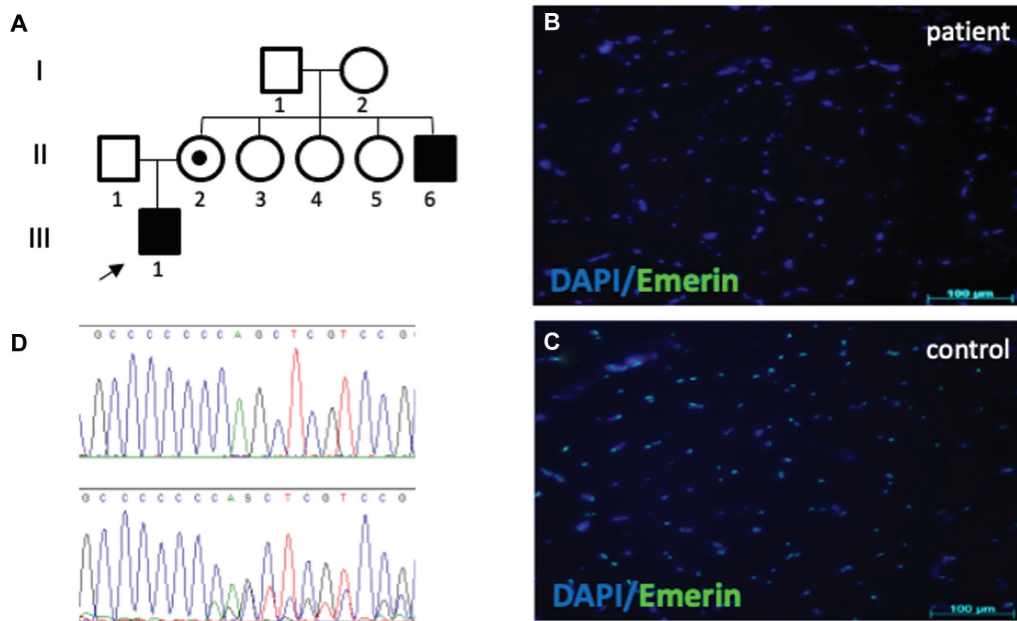 A
I
1 2
II
1 2 3 4 5 6
III
1
B
patient
DAPI/Emerin
100 µm
D
G C C C C C C C A G C T C G T C C G
G C C C C C C C A S C T C G T C C G
C
control
DAPI/Emerin
100 µm